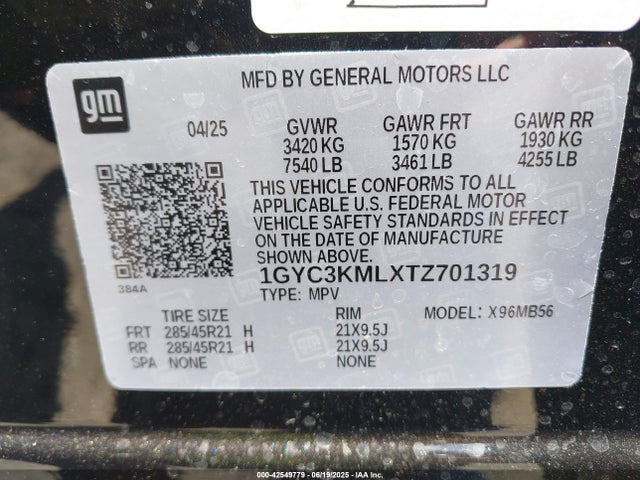 MFD BY GENERAL MOTORS LLC
gm
04/25
GVWR GAWR FRT GAWR RR
3420 KG 1570 KG 1930 KG
7540 LB 3461 LB 4255 LB
THIS VEHICLE CONFORMS TO ALL
APPLICABLE U.S. FEDERAL MOTOR
VEHICLE SAFETY STANDARDS IN EFFECT
ON THE DATE OF MANUFACTURE
SHOWN ABOVE.
1GYC3KMLXTZ701319
384A
TYPE: MPV
TIRE SIZE RIM MODEL: X96MB56
FRT 285/45R21 H 21X9.5J
RR 285/45R21 H 21X9.5J
SPA NONE NONE
000-42549779 - 06/19/2025 - IAA, Inc.